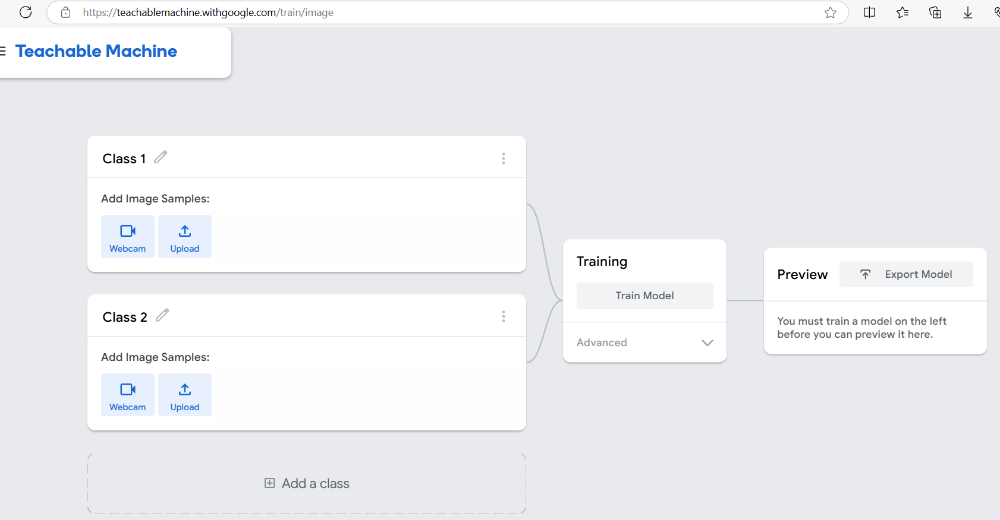 https://teachablemachine.withgoogle.com/train/image
Teachable Machine
Class 1
Add Image Samples:
Webcam
Upload
Class 2
Add Image Samples:
Webcam
Upload
Add a class
Training
Train Model
Advanced
Preview
Export Model
You must train a model on the left
before you can preview it here.